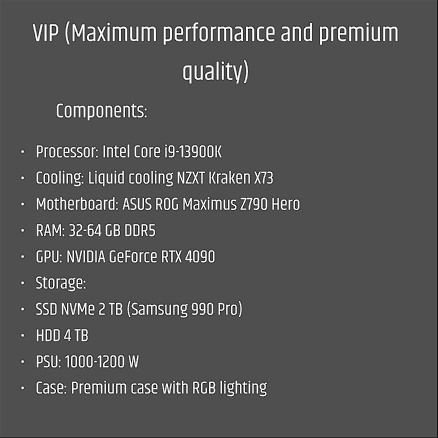 VIP (Maximum performance and premium
quality)
Components:
• Processor: Intel Core i9-13900K
• Cooling: Liquid cooling NZXT Kraken X73
• Motherboard: ASUS ROG Maximus Z790 Hero
• RAM: 32-64 GB DDR5
• GPU: NVIDIA GeForce RTX 4090
• Storage:
• SSD NVMe 2 TB (Samsung 990 Pro)
• HDD 4 TB
• PSU: 1000-1200 W
• Case: Premium case with RGB lighting